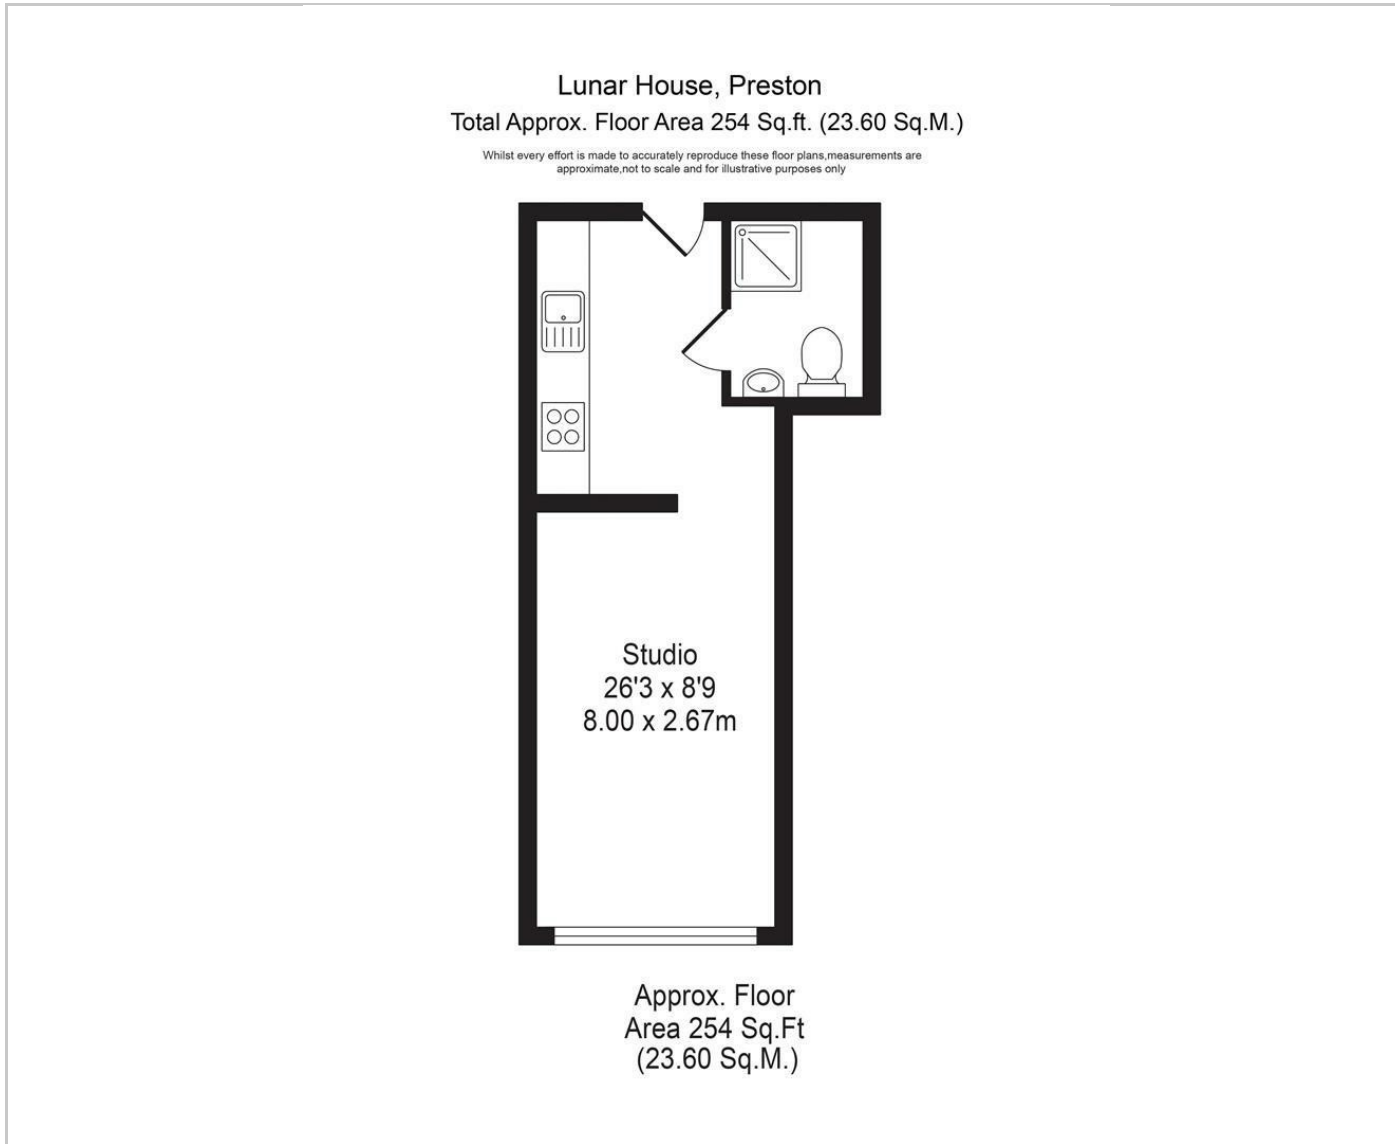 Lunar House, Preston
Total Approx. Floor Area 254 Sq.ft. (23.60 Sq.M.)
Whilst every effort is made to accurately reproduce these floor plans,measurements are
approximate,not to scale and for illustrative purposes only
Studio
26'3 x 8'9
8.00 x 2.67m
Approx. Floor
Area 254 Sq.Ft
(23.60 Sq.M.)